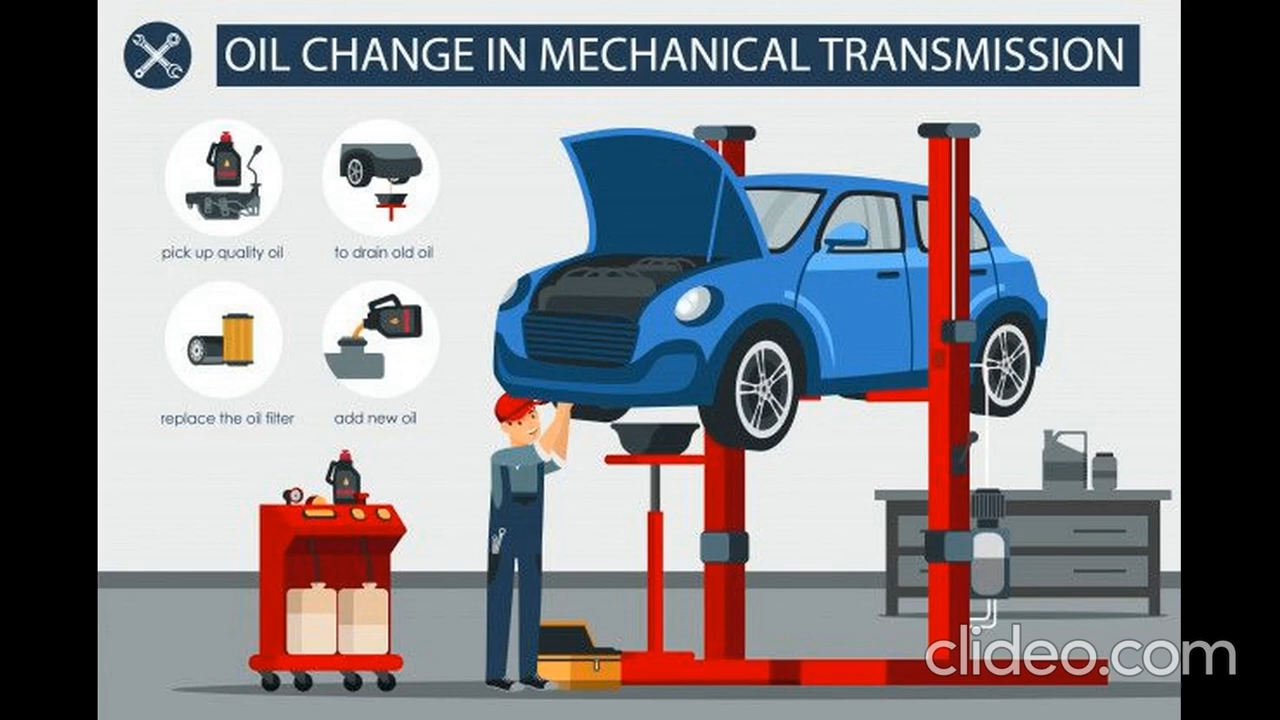 OIL CHANGE IN MECHANICAL TRANSMISSION
pick up quality oil
to drain old oil
replace the oil filter
add new oil
clideo.com